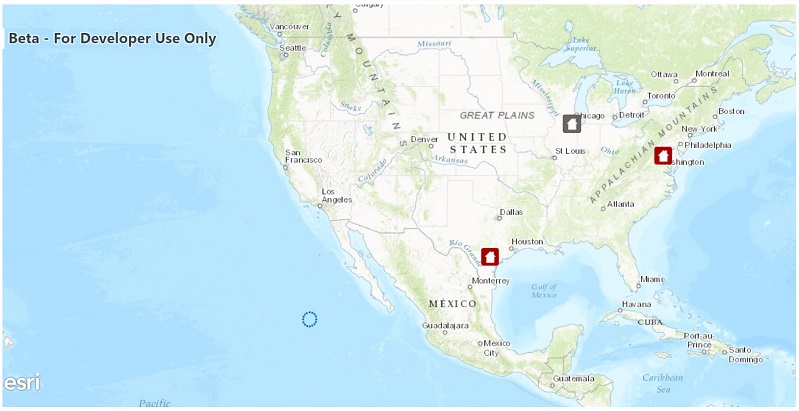 Calgary
Vancouver
Beta - For Developer Use Only
Seattle
Columbia
Missouri
Lake
Superior
Ottawa
Montreal
Lake
Huron
Toronto
Mississippi
Snake
KY MOUNTAINS
GREAT PLAINS
Chicago
Detroit
Boston
New York
Denver
UNITED
STATES
St Louis
Ohio
Philadelphia
shington
APPALACHIAN MOUNTAINS
San
Francisco
Colorado
Arkansas
Los
Angeles
Atlanta
Dallas
Rio Grande
Houston
Monterrey
Gulf of
Mexico
Miami
MÉXICO
Havana
CUBA
Guadalajara
Mexico
City
Port-au-
Prince
Santo
Domingo
Guatemala
Caribbean
Sea
esri
Pacific